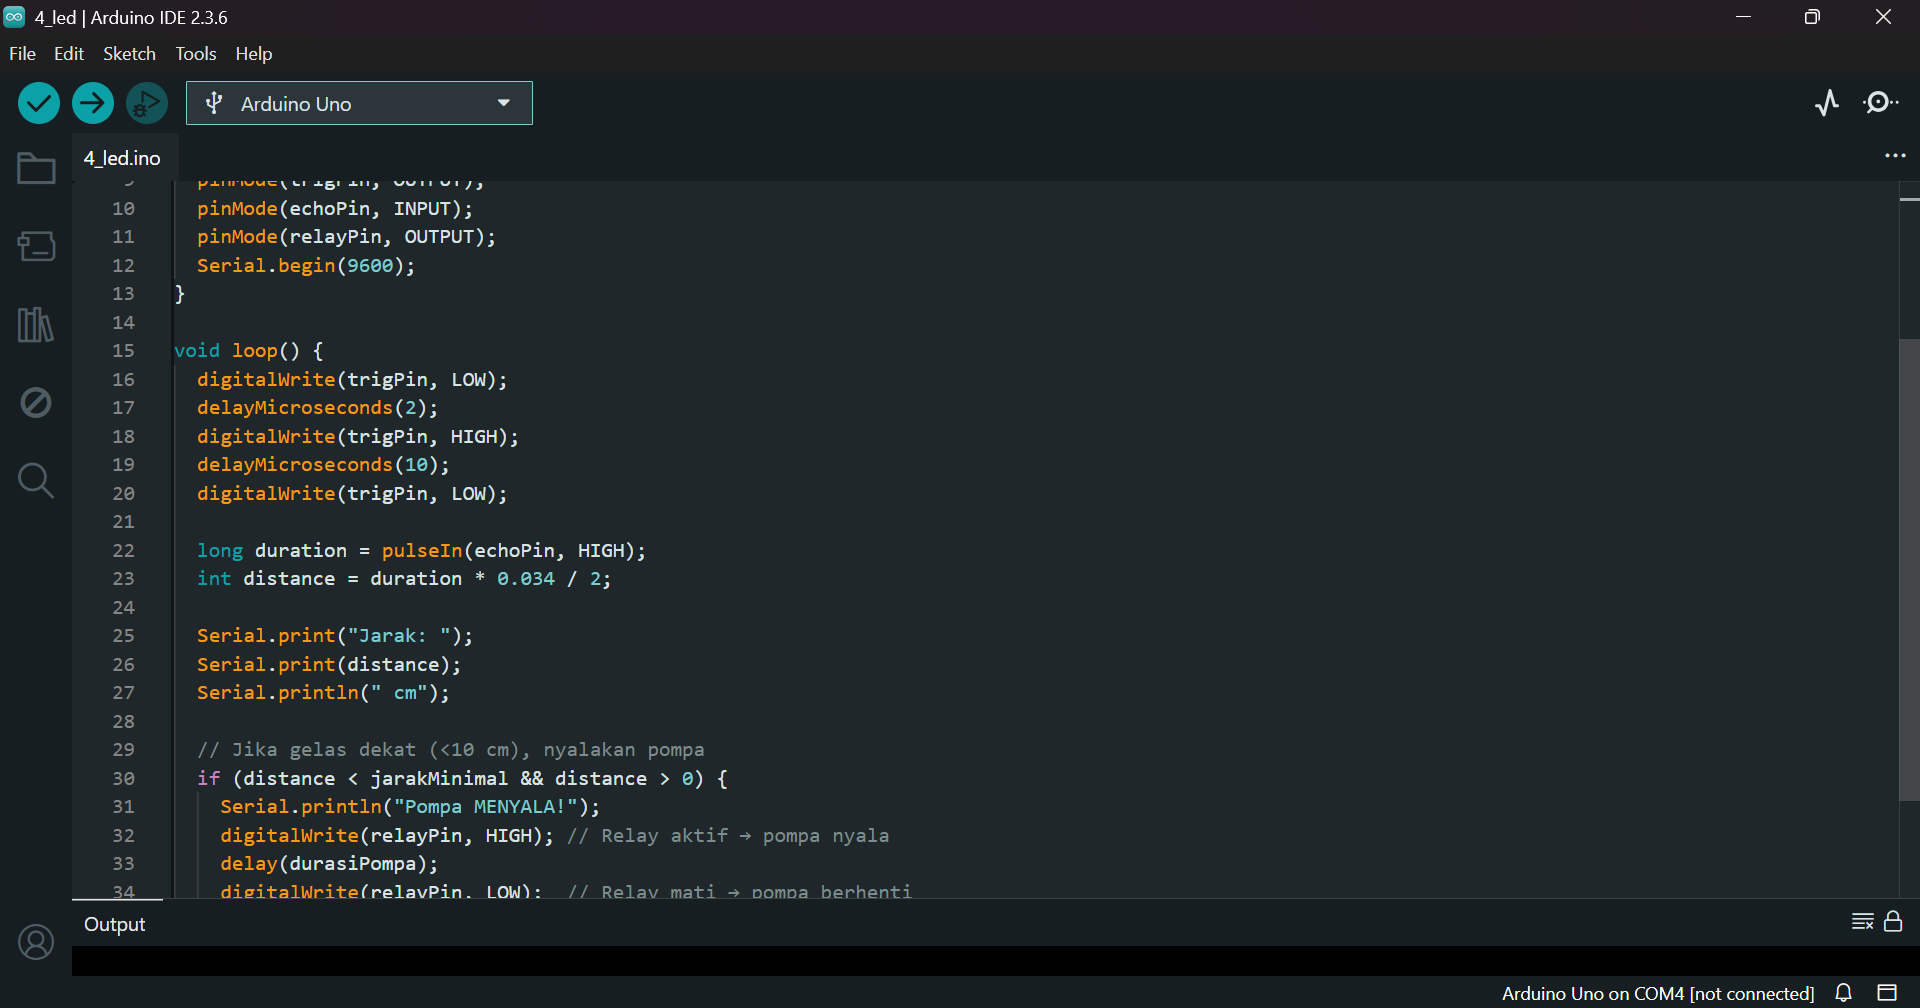 4_led | Arduino IDE 2.3.6
File Edit Sketch Tools Help
Arduino Uno
4_led.ino
9 pinMode(trigPin, OUTPUT);
10 pinMode(echoPin, INPUT);
11 pinMode(relayPin, OUTPUT);
12 Serial.begin(9600);
13 }
14
15 void loop() {
16 digitalWrite(trigPin, LOW);
17 delayMicroseconds(2);
18 digitalWrite(trigPin, HIGH);
19 delayMicroseconds(10);
20 digitalWrite(trigPin, LOW);
21
22 long duration = pulseIn(echoPin, HIGH);
23 int distance = duration * 0.034 / 2;
24
25 Serial.print("Jarak: ");
26 Serial.print(distance);
27 Serial.println(" cm");
28
29 // Jika gelas dekat (<10 cm), nyalakan pompa
30 if (distance < jarakMinimal && distance > 0) {
31 Serial.println("Pompa MENYALA!");
32 digitalWrite(relayPin, HIGH); // Relay aktif → pompa nyala
33 delay(durasiPompa);
34 digitalWrite(relayPin, LOW); // Relay mati → pompa berhenti
Output
Arduino Uno on COM4 [not connected]